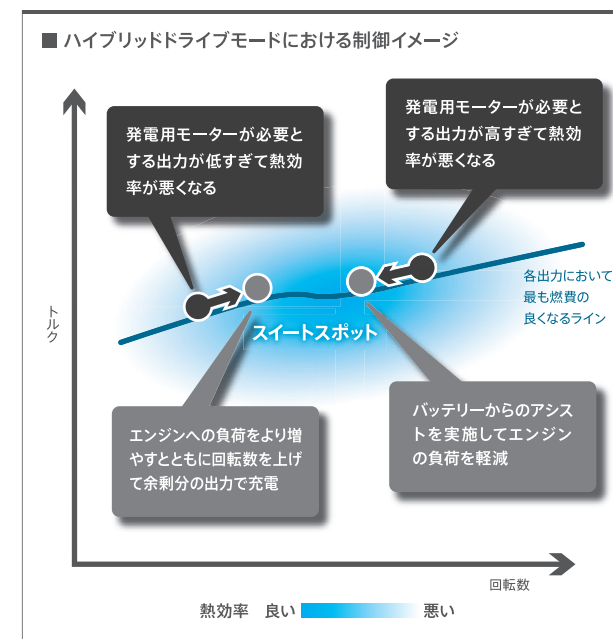 ■ ハイブリッドドライブモードにおける制御イメージ
発電用モーターが必要と
する出力が低すぎて熱効
率が悪くなる
発電用モーターが必要と
する出力が高すぎて熱効
率が悪くなる
各出力において
最も燃費の
良くなるライン
トルク
スイートスポット
エンジンへの負荷をより増
やすとともに回転数を上げ
て余剰分の出力で充電
バッテリーからのアシス
トを実施してエンジン
の負荷を軽減
回転数
熱効率 良い 悪い